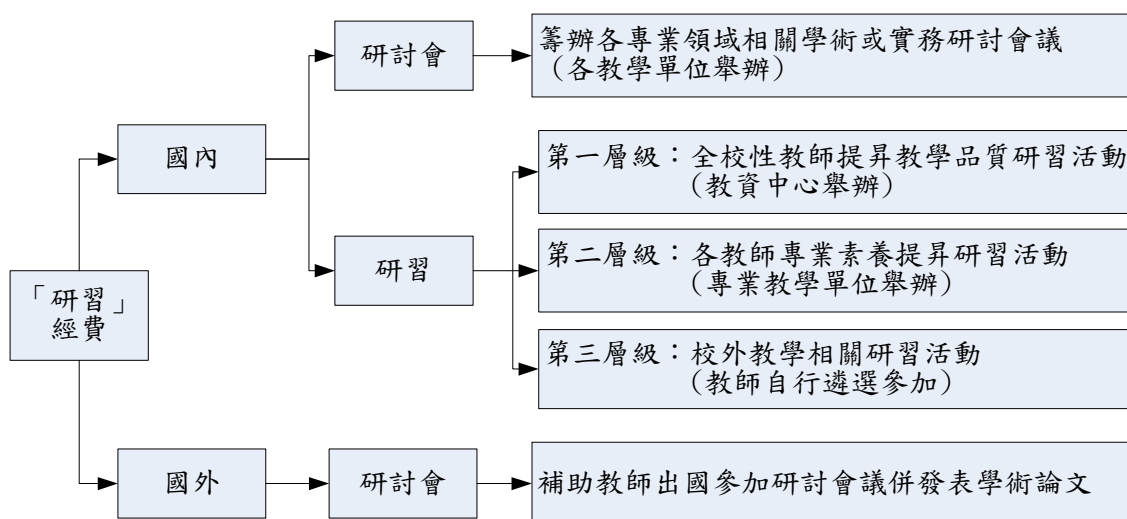 「研習」
經費
國內
國外
研討會
研習
研討會
籌辦各專業領域相關學術或實務研討會議
（各教學單位舉辦）
第一層級：全校性教師提昇教學品質研習活動
（教資中心舉辦）
第二層級：各教師專業素養提昇研習活動
（專業教學單位舉辦）
第三層級：校外教學相關研習活動
（教師自行遴選參加）
補助教師出國參加研討會議併發表學術論文